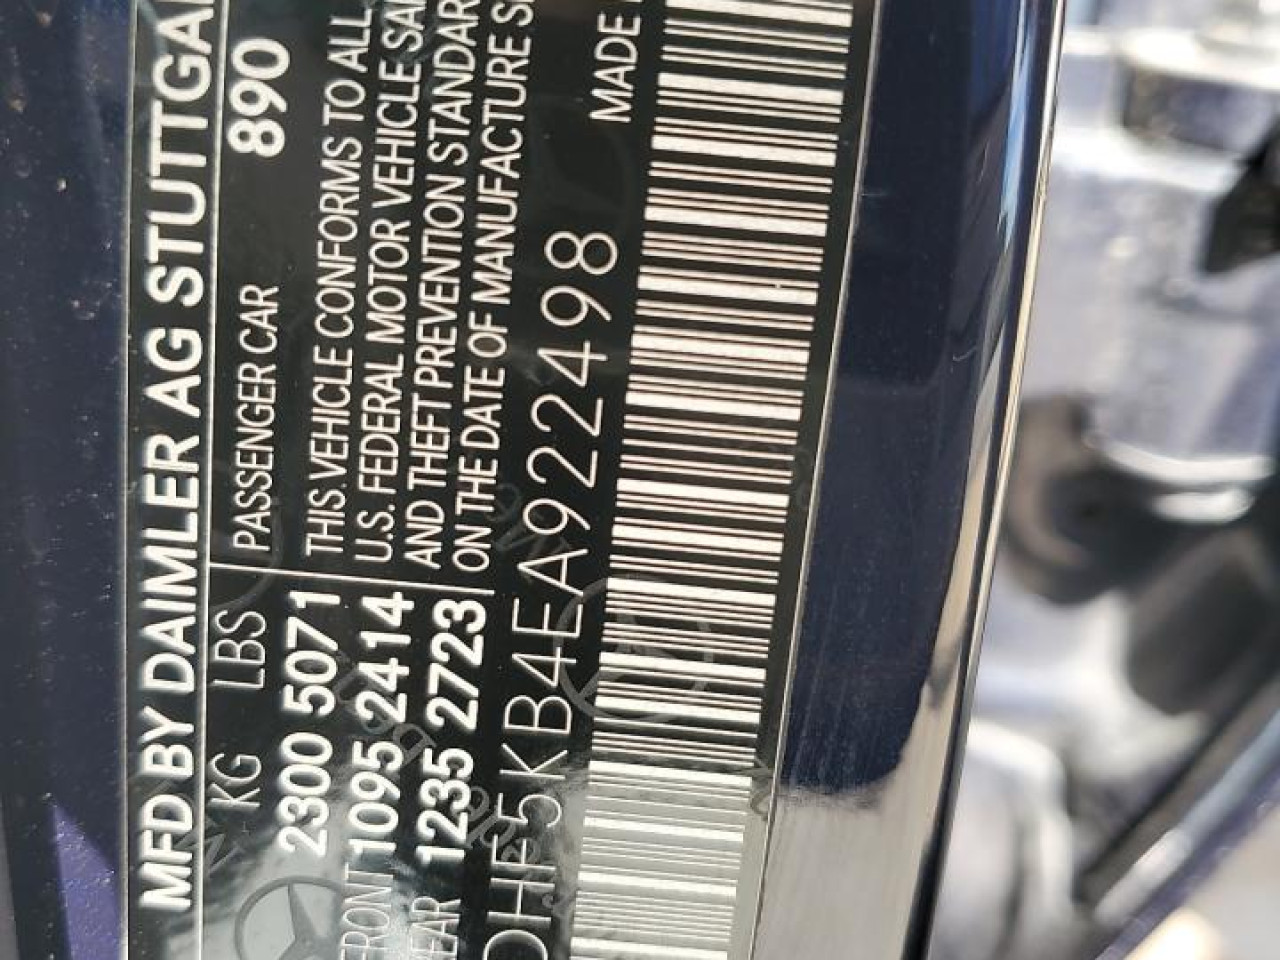 MFD BY DAIMLER AG STUTTGA
KG LBS PASSENGER CAR 890
2300 5071
FRONT 1095 2414
1235 2723
THIS VEHICLE CONFORMS TO ALL
U.S. FEDERAL MOTOR VEHICLE SA
AND THEFT PREVENTION STANDAR
ON THE DATE OF MANUFACTURE S
DHF5KB4EA922498
MADE